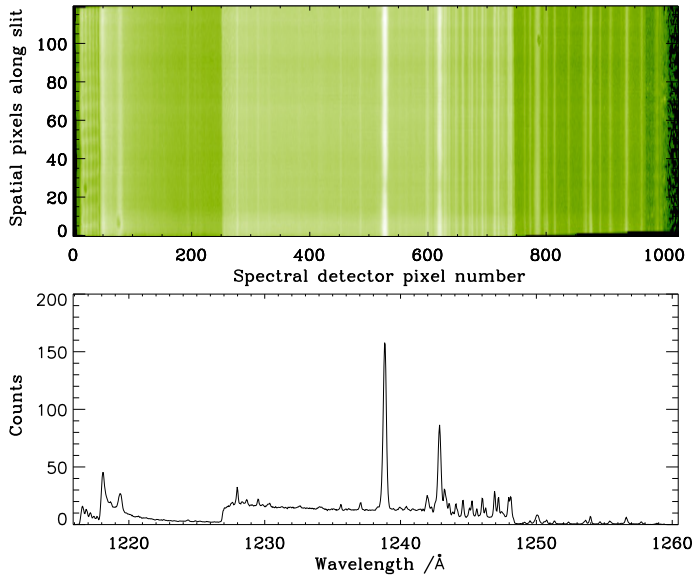 Spatial pixels along slit
120
100
80
60
40
20
0
0 200 400 600 800 1000
Spectral detector pixel number
Counts
200
150
100
50
0
1220 1230 1240 1250 1260
Wavelength /Å